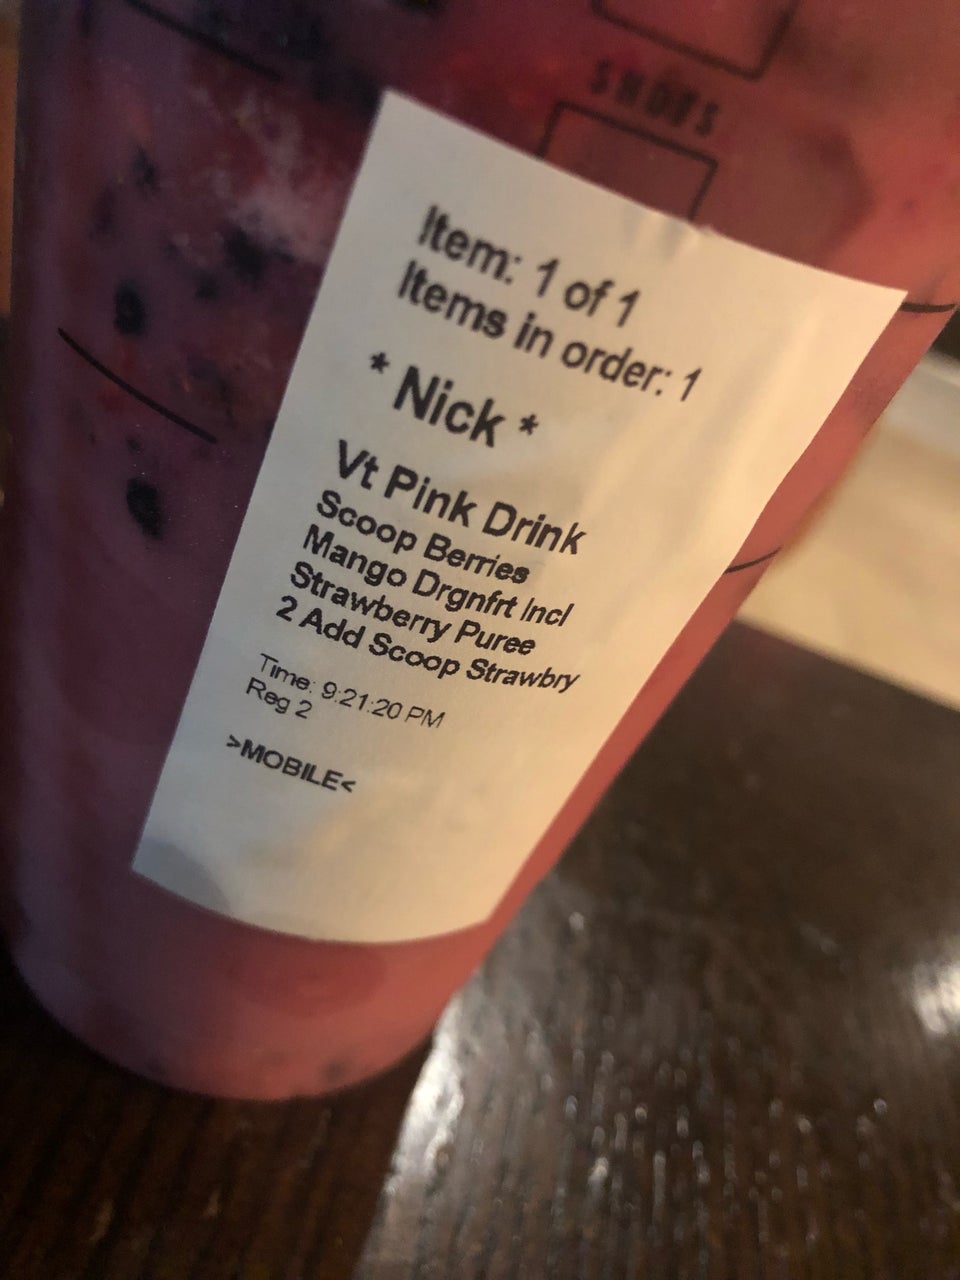 SHOTS
Item: 1 of 1
Items in order: 1
* Nick *
Vt Pink Drink
Scoop Berries
Mango Drgnfrt Incl
Strawberry Puree
2 Add Scoop Strawbry
Time: 9:21:20 PM
Reg 2
>MOBILE<